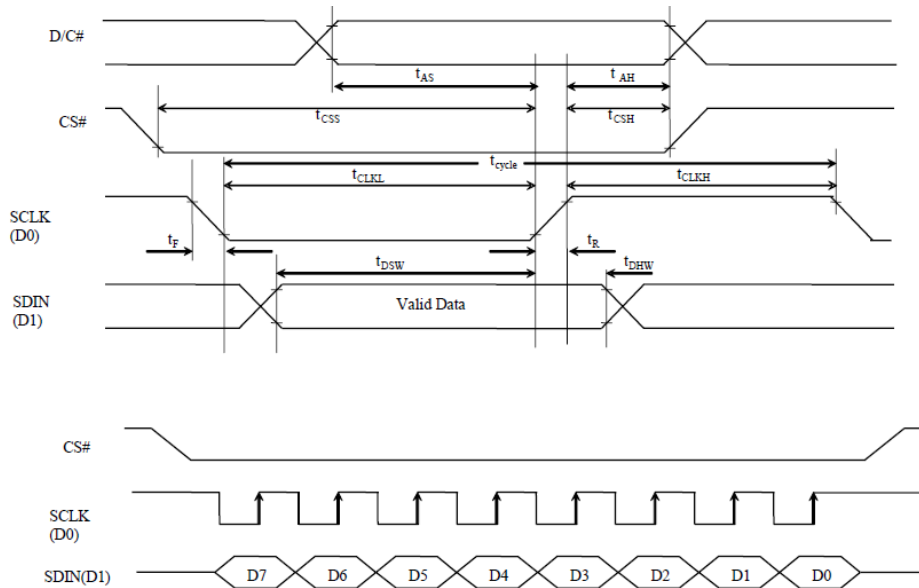 D/C#
tAS
t AH
tCSS
tCSH
CS#
tcycle
tCLKL
tCLKH
SCLK
(D0)
tF
tR
tDSW
tDHW
SDIN
(D1)
Valid Data
CS#
SCLK
(D0)
SDIN(D1)
D7 D6 D5 D4 D3 D2 D1 D0